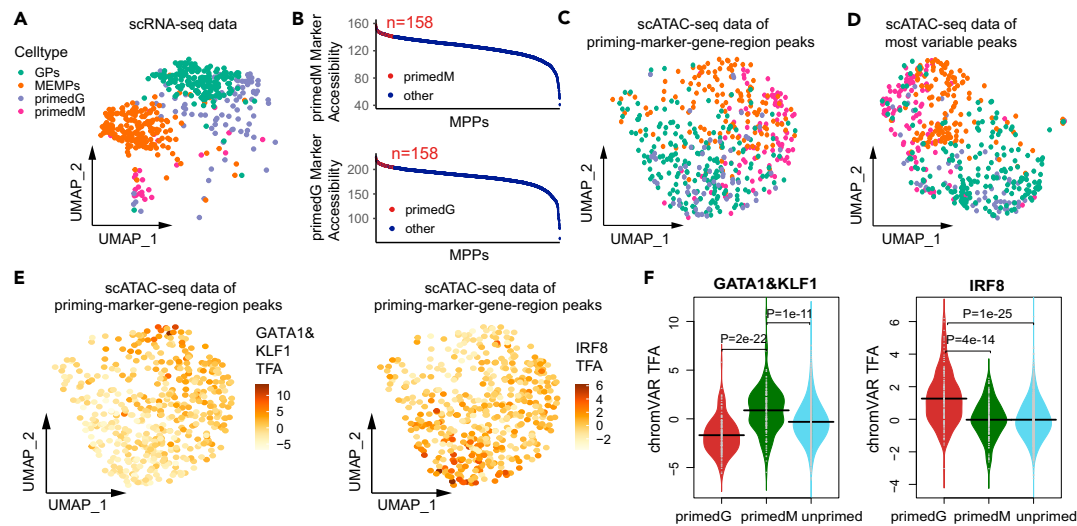 A
scRNA-seq data
Celltype
GPs
MEMPs
primedG
primedM
UMAP_2
UMAP_1
B
n=158
primedM Marker
Accessibility
160
120
80
40
primedM
other
MPPs
n=158
primedG Marker
Accessibility
200
150
100
primedG
other
MPPs
C
scATAC-seq data of
priming-marker-gene-region peaks
UMAP_2
UMAP_1
D
scATAC-seq data of
most variable peaks
UMAP_2
UMAP_1
E
scATAC-seq data of
priming-marker-gene-region peaks
GATA1&
KLF1
TFA
10
5
0
−5
UMAP_2
UMAP_1
scATAC-seq data of
priming-marker-gene-region peaks
IRF8
TFA
6
4
2
0
−2
UMAP_2
UMAP_1
F
GATA1&KLF1
chromVAR TFA
10
5
0
−5
P=1e-11
P=2e-22
primedG primedM unprimed
IRF8
chromVAR TFA
6
4
2
0
−2
−4
P=1e-25
P=4e-14
primedG primedM unprimed